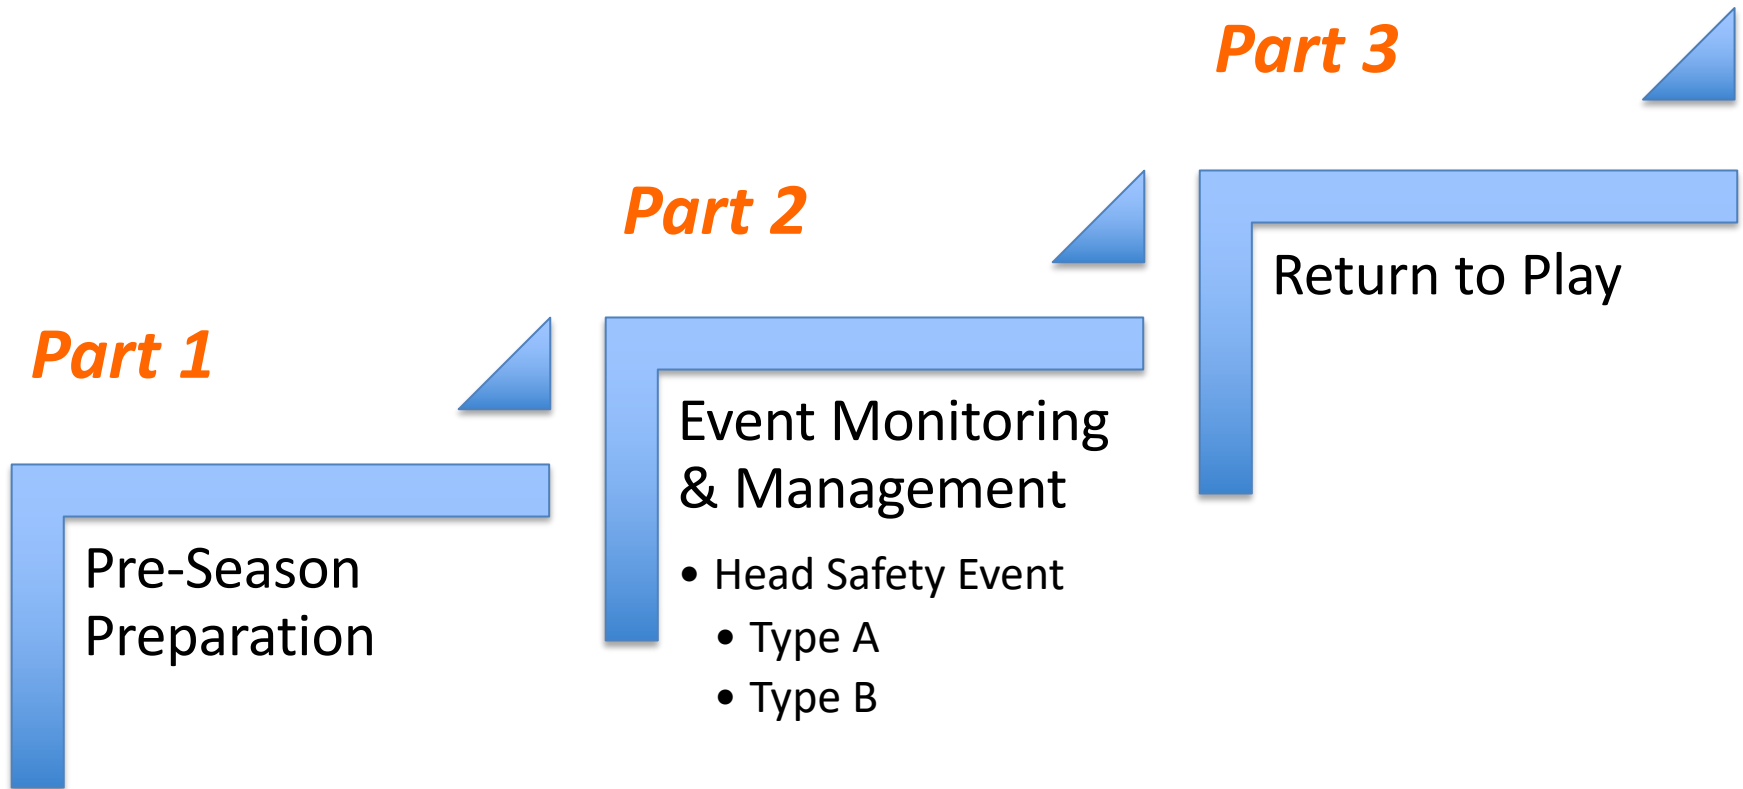 Part 1
Pre-Season
Preparation
Part 2
Event Monitoring
& Management
• Head Safety Event
• Type A
• Type B
Part 3
Return to Play